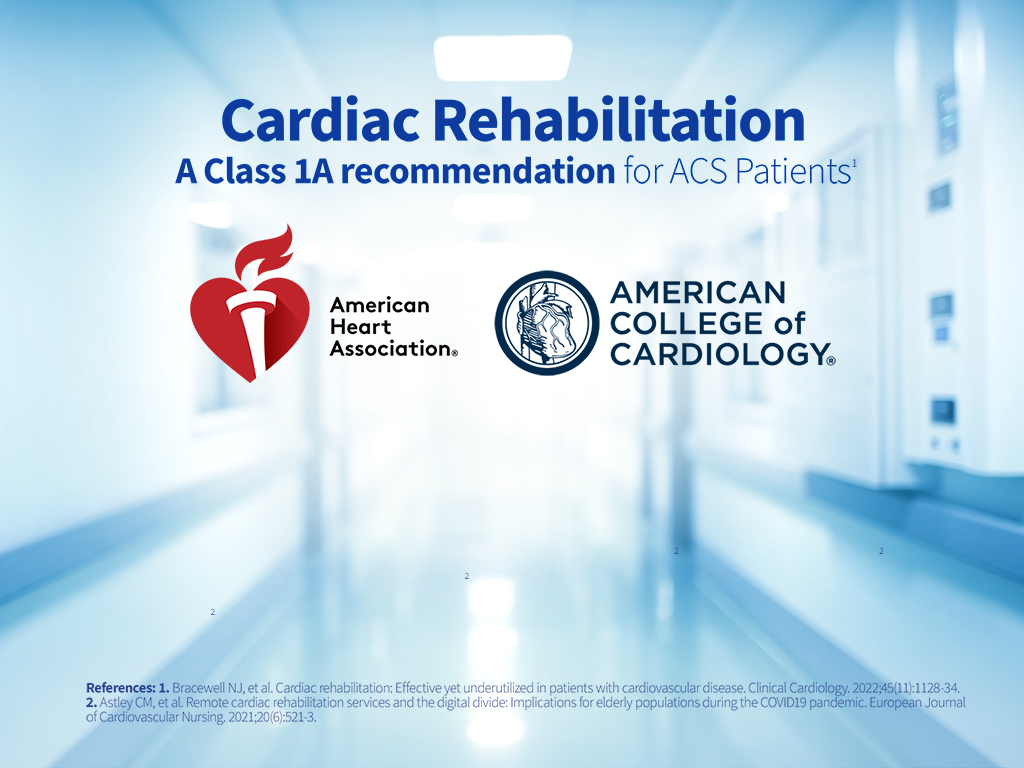 Cardiac Rehabilitation
A Class 1A recommendation for ACS Patients¹
American
Heart
Association®
AMERICAN
COLLEGE of
CARDIOLOGY®
2
2
2
2
References: 1. Bracewell NJ, et al. Cardiac rehabilitation: Effective yet underutilized in patients with cardiovascular disease. Clinical Cardiology. 2022;45(11):1128-34.
2. Astley CM, et al. Remote cardiac rehabilitation services and the digital divide: Implications for elderly populations during the COVID19 pandemic. European Journal
of Cardiovascular Nursing. 2021;20(6):521-3.